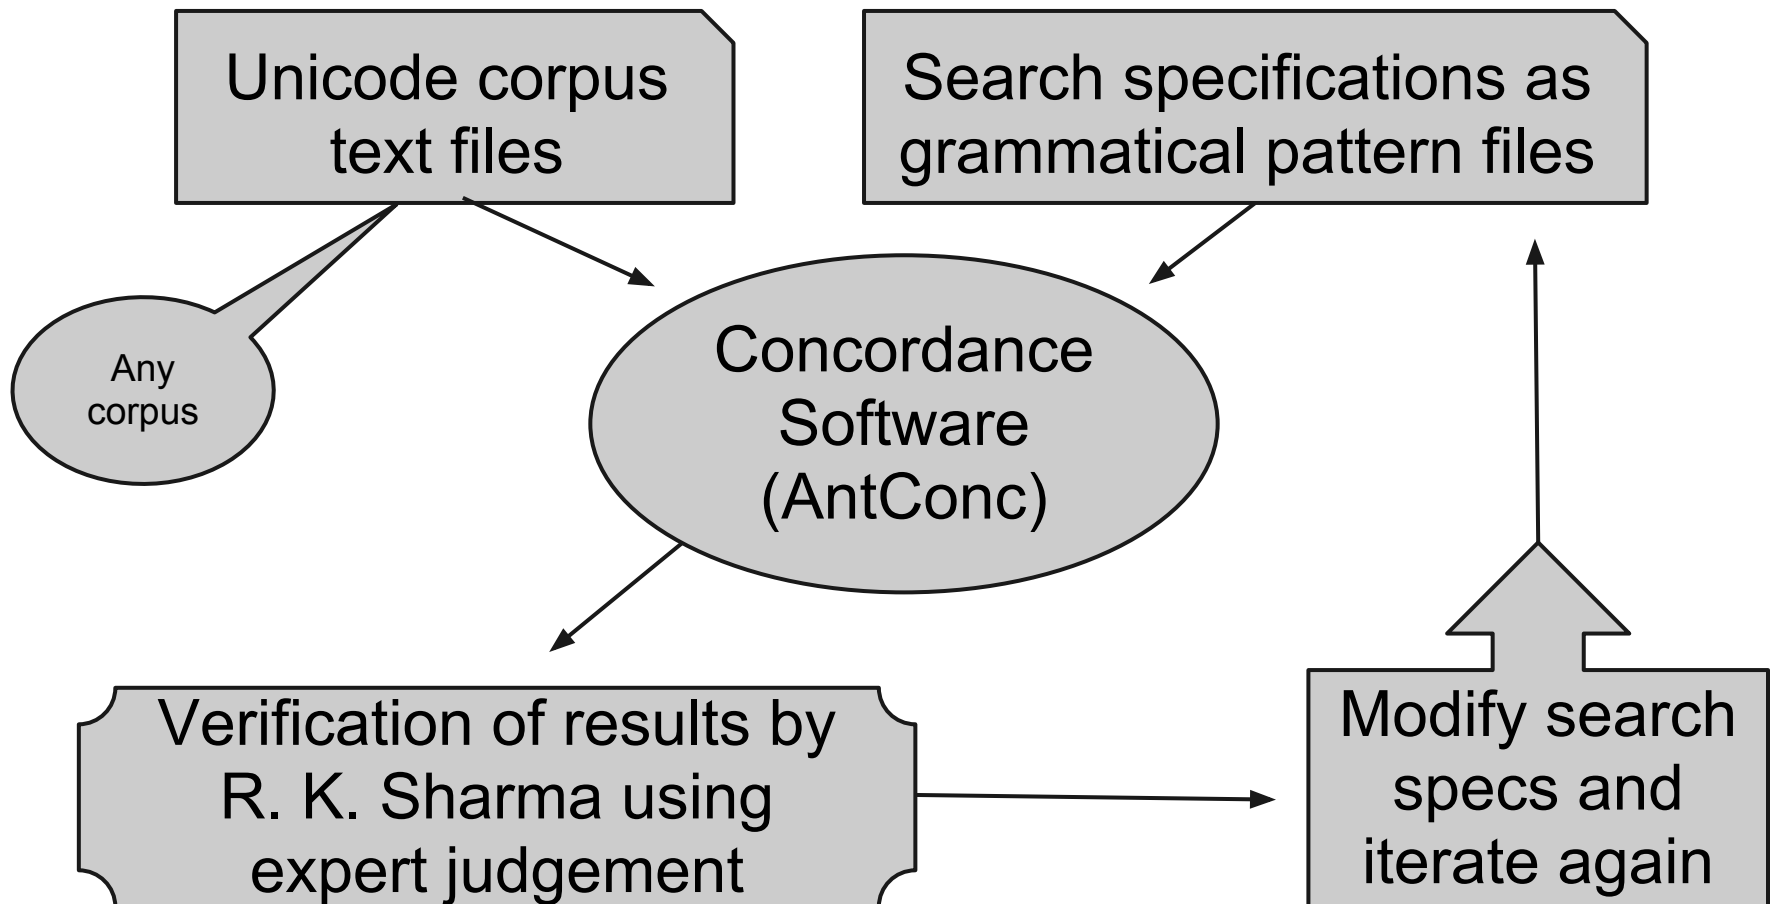 Unicode corpus
text files
Search specifications as
grammatical pattern files
Any
corpus
Concordance
Software
(AntConc)
Verification of results by
R. K. Sharma using
expert judgement
Modify search
specs and
iterate again